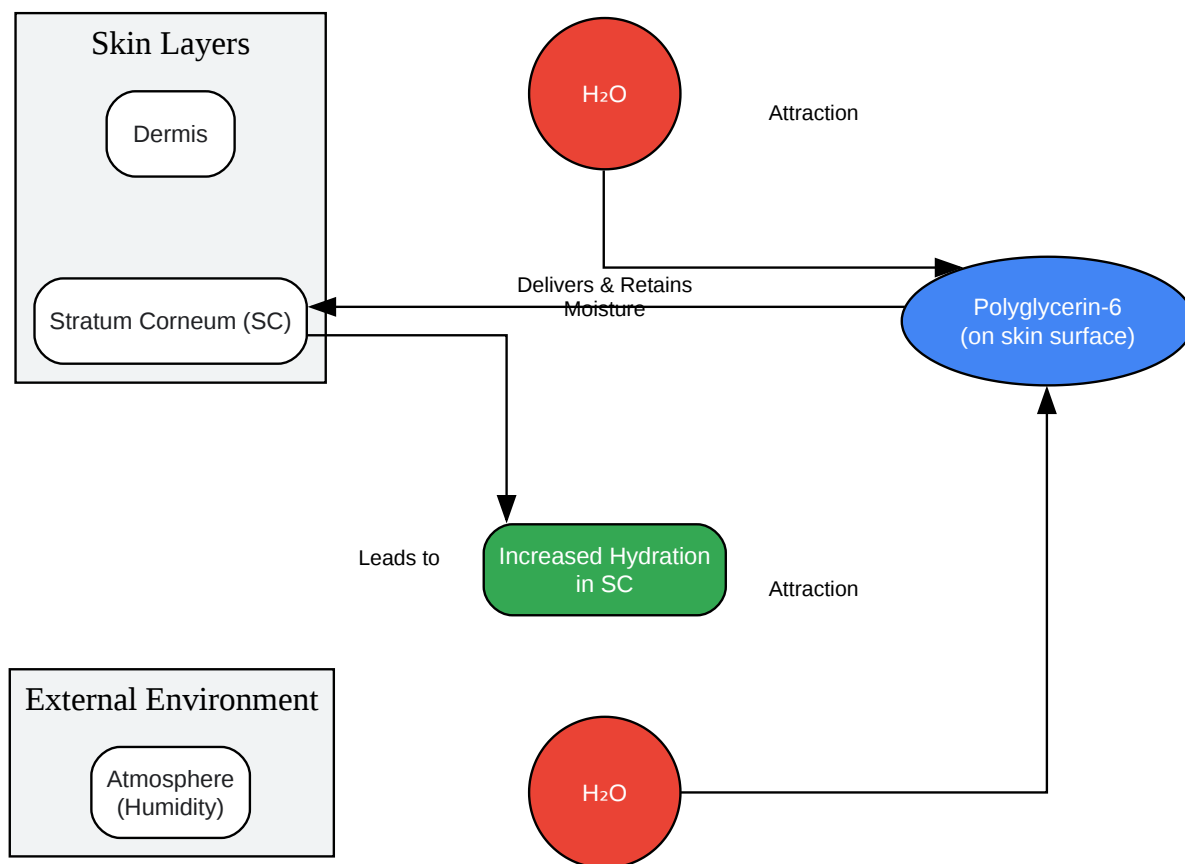 Skin Layers
H₂O
Dermis
Attraction
Delivers & Retains
Moisture
Stratum Corneum (SC)
Polyglycerin-6
(on skin surface)
Leads to
Increased Hydration
in SC
Attraction
External Environment
Atmosphere
(Humidity)
H₂O